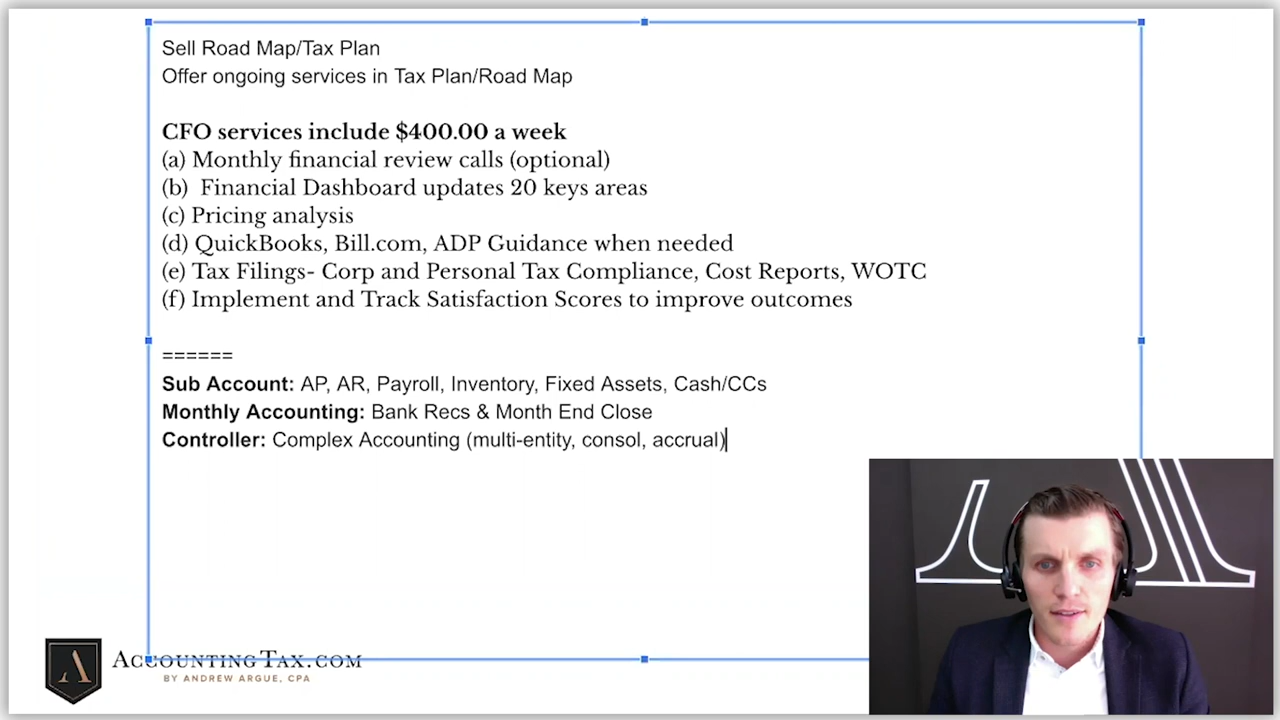 Sell Road Map/Tax Plan
Offer ongoing services in Tax Plan/Road Map
CFO services include $400.00 a week
(a) Monthly financial review calls (optional)
(b)  Financial Dashboard updates 20 keys areas
(c) Pricing analysis
(d) QuickBooks, Bill.com, ADP Guidance when needed
(e) Tax Filings- Corp and Personal Tax Compliance, Cost Reports, WOTC
(f) Implement and Track Satisfaction Scores to improve outcomes
======
Sub Account: AP, AR, Payroll, Inventory, Fixed Assets, Cash/CCs
Monthly Accounting: Bank Recs & Month End Close
Controller: Complex Accounting (multi-entity, consol, accrual)
A
AccountingTax.com
BY ANDREW ARGUE, CPA